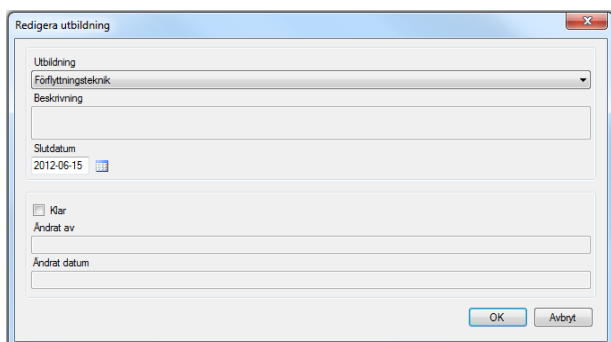 Redigera utbildning
Utbildning
Förflyttningsteknik
Beskrivning
Slutdatum
2012-06-15
Klar
Ändrat av
Ändrat datum
OK Avbryt